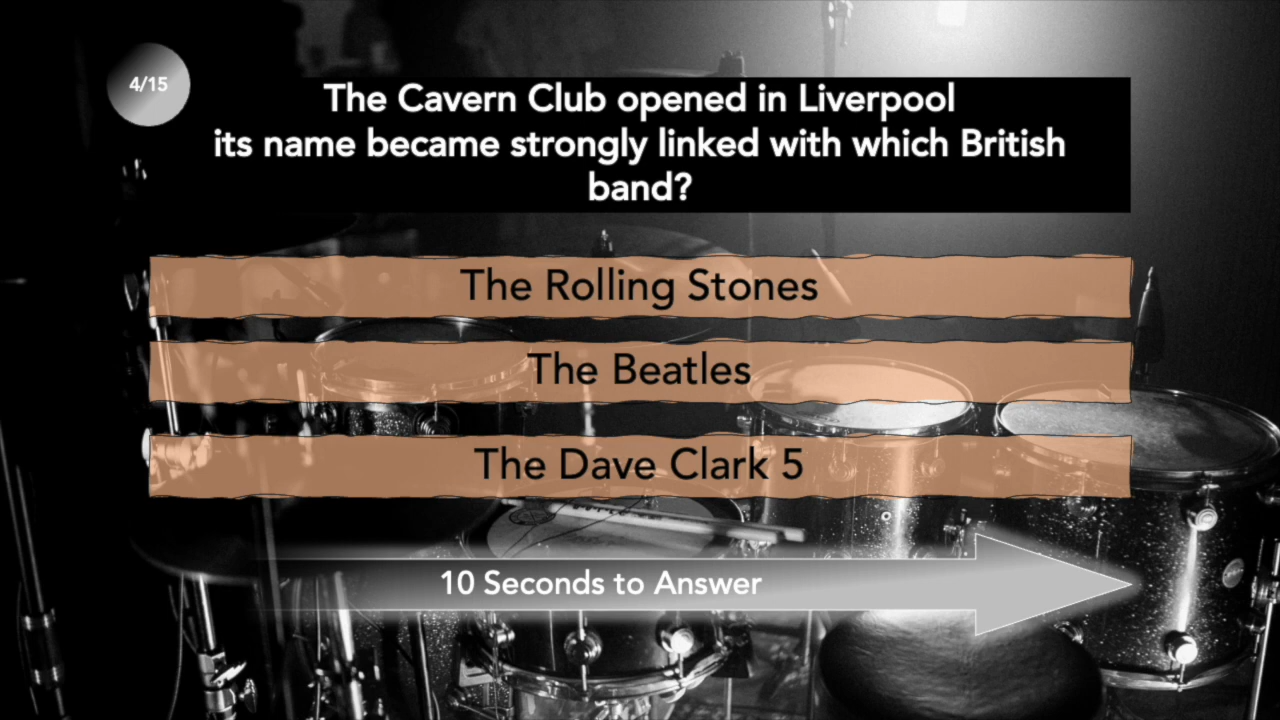 4/15
The Cavern Club opened in Liverpool
its name became strongly linked with which British
band?
The Rolling Stones
The Beatles
The Dave Clark 5
10 Seconds to Answer